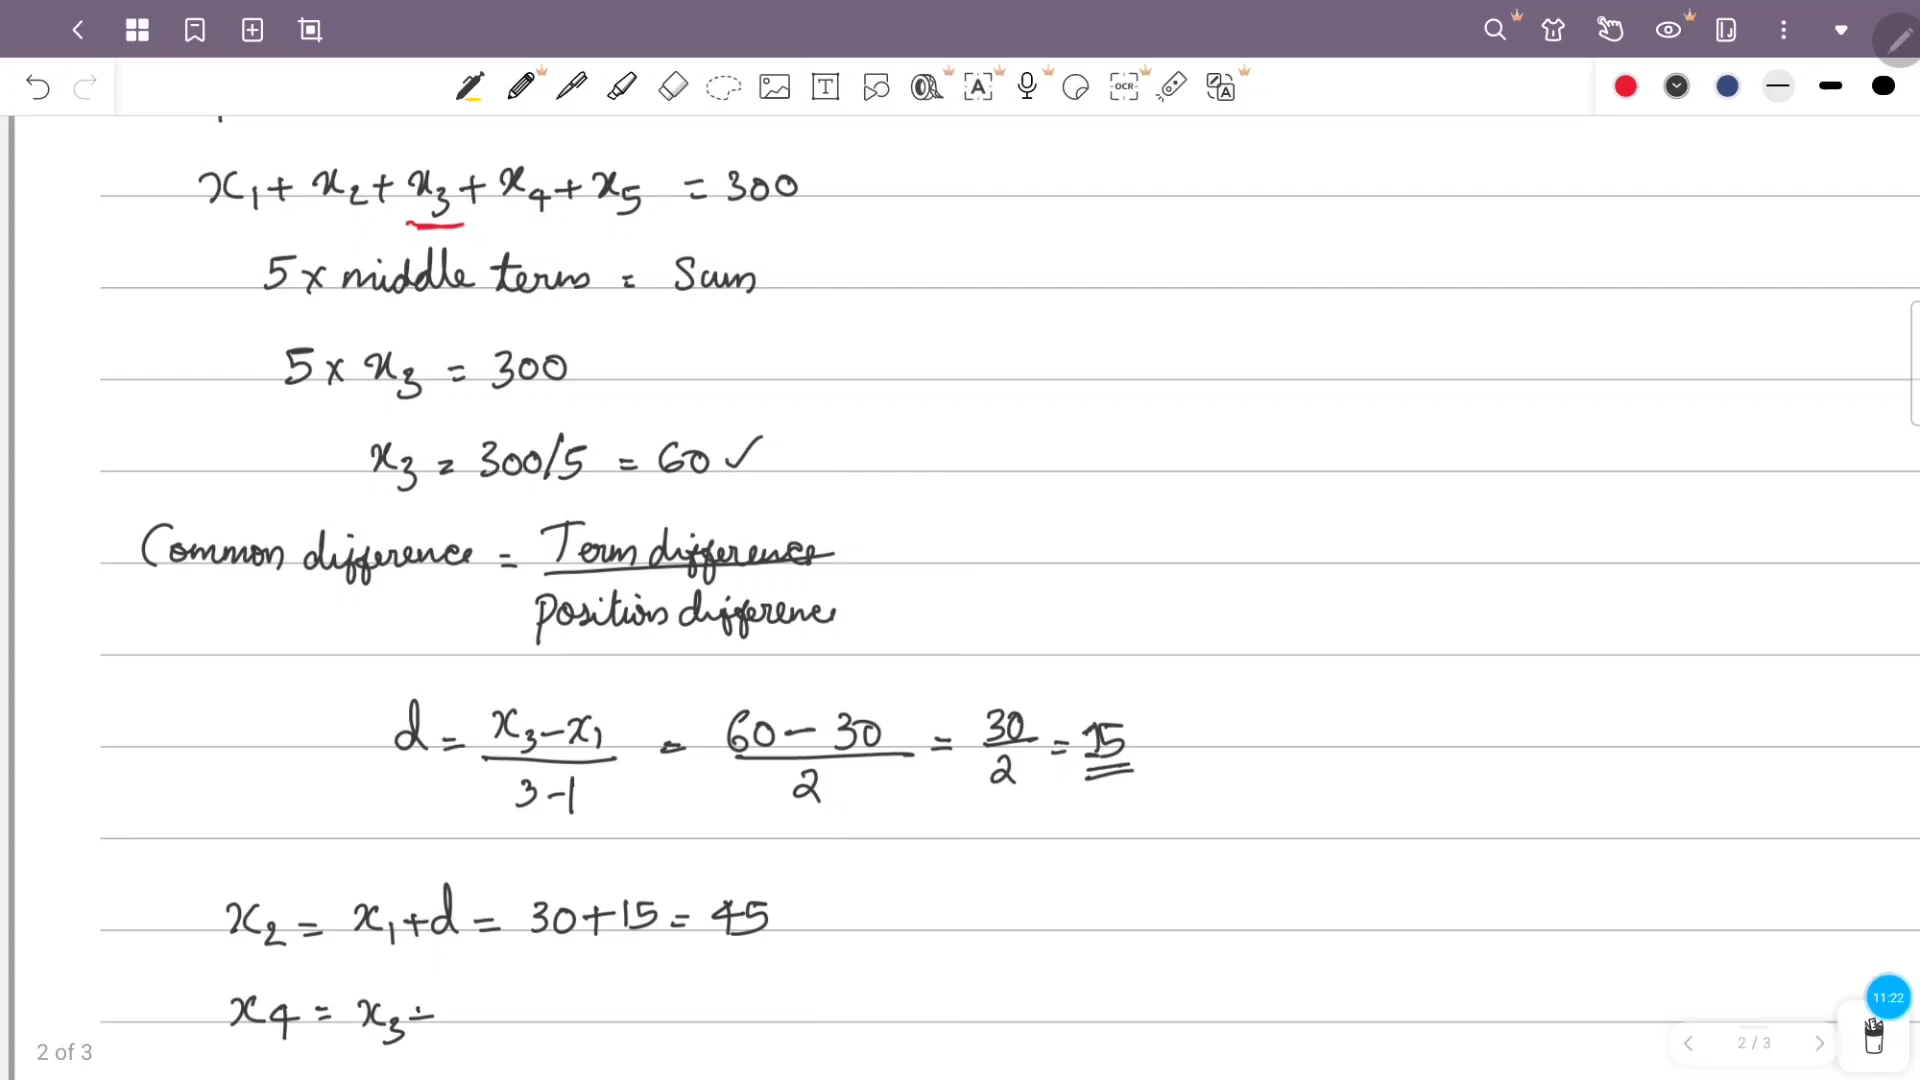 OCR
x1 + x2 + x3 + x4 + x5 = 300
5 x middle term = Sum
5 x x3 = 300
x3 = 300/5 = 60 ✓
Common difference = Term difference
position differenc
d = x3 - x1 = 60 - 30 = 30 = 15
3 - 1 2 2
x2 = x1 + d = 30 + 15 = 45
x4 = x3 +
11:22
2 of 3
2 / 3